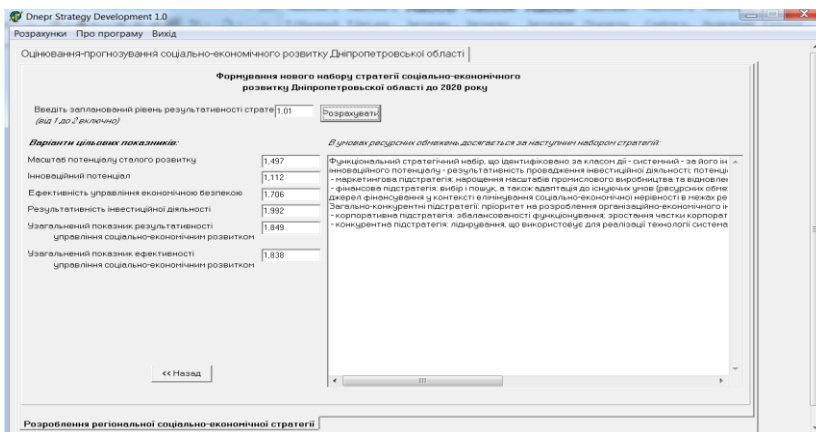 Dnepr Strategy Development 1.0
Розрахунки Про програму Вихід
Оцінювання-прогнозування соціально-економічного розвитку Дніпропетровської області
Формування нового набору стратегії соціально-економічного
розвитку Дніпропетровської області до 2020 року
Введіть запланований рівень результативності страте 1,01 Розрахувати
(від 1 до 2 включно)
Варіанти цільових показників:
В умовах ресурсних обмежень досягається за наступним набором стратегій:
Масштаб потенціалу сталого розвитку 1,497
Інноваційний потенціал 1,112
Ефективність управління економічною безпекою 1,706
Результативність інвестиційної діяльності 1,992
Узагальнений показник результативності 1,849
управління соціально-економічним розвитком
Узагальнений показник ефективності 1,838
управління соціально-економічним розвитком
Функціональний стратегічний набір, що ідентифіковано за класом дії - системний - за його ін
інноваційного потенціалу - результативність провадження інвестиційної діяльності; потенці
- маркетингова підстратегія: нарощення масштабів промислового виробництва та відновле
- фінансова підстратегія: вибір і пошук, а також адаптація до існуючих умов (ресурсних обме
джерел фінансування у контексті елімінування соціально-економічної нерівності в межах ре
Загально-конкурентні підстратегії: пріоритет на розроблення організаційно-економічного ін
- корпоративна підстратегія: збалансованості функціонування; зростання частки корпорат
- конкурентна підстратегія: лідирування, що використовує для реалізації технології система
<< Назад
Розроблення регіональної соціально-економічної стратегії